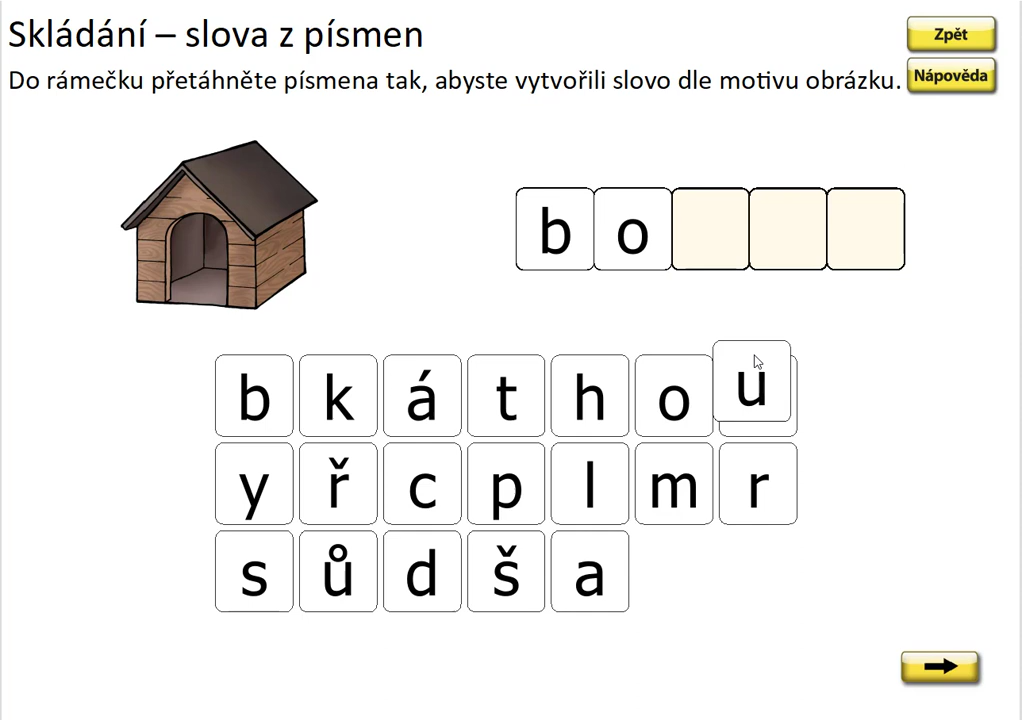 Skládání – slova z písmen
Zpět
Do rámečku přetáhněte písmena tak, abyste vytvořili slovo dle motivu obrázku.
Nápověda
b o
b k á t h o u
y ř c p l m r
s ů d š a